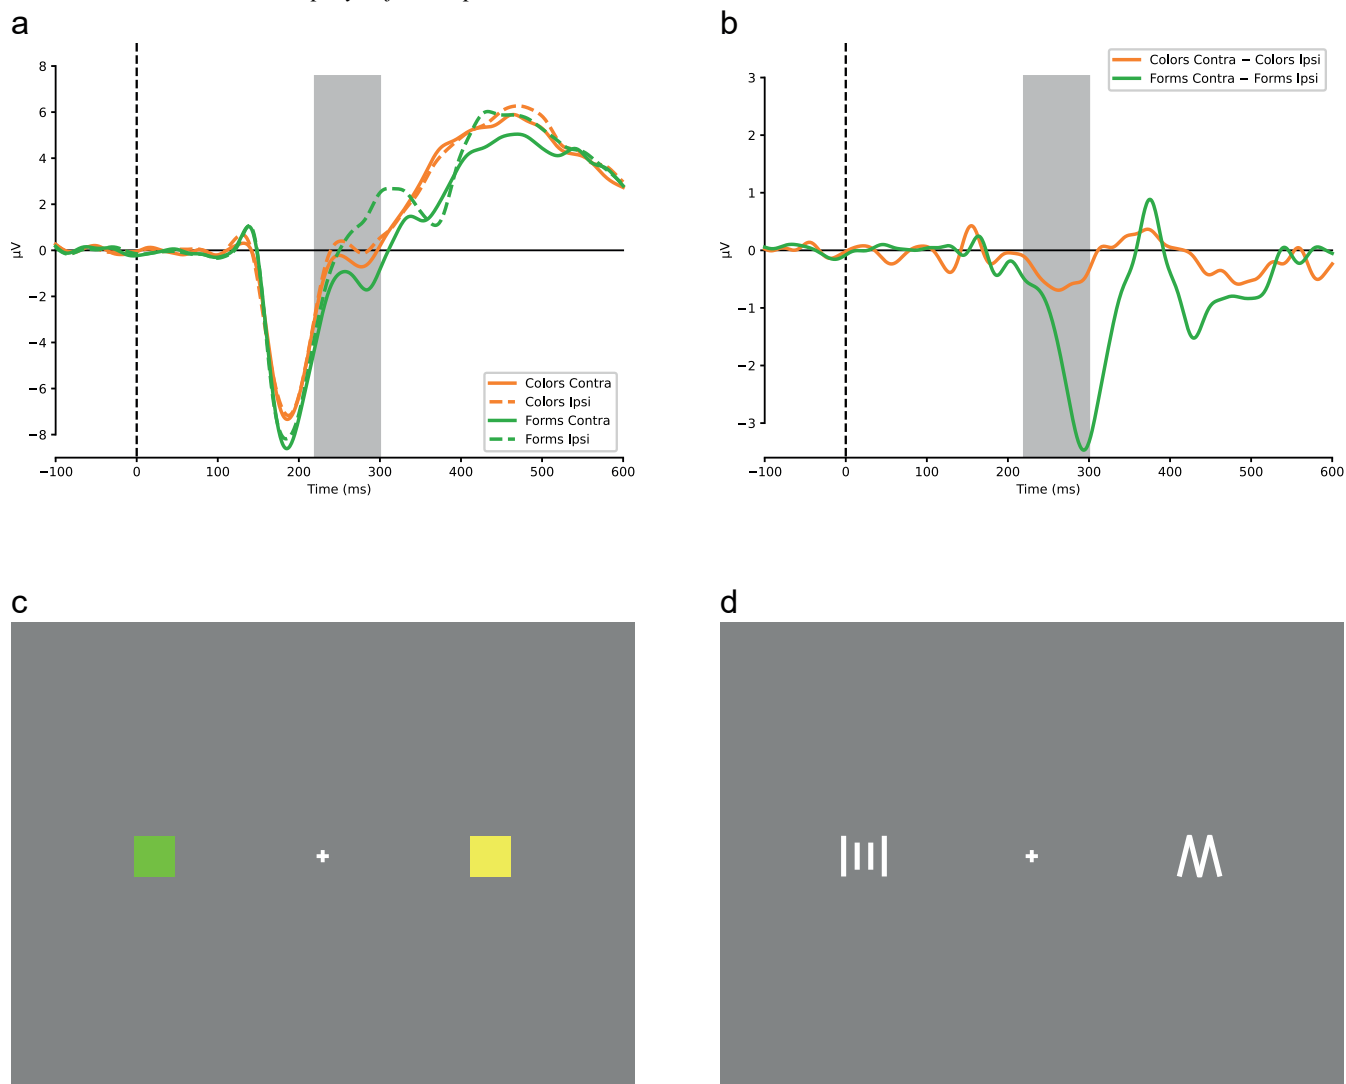 a
8
6
4
2
0
−2
−4
−6
−8
µV
Colors Contra
Colors Ipsi
Forms Contra
Forms Ipsi
−100 0 100 200 300 400 500 600
Time (ms)
b
Colors Contra − Colors Ipsi
Forms Contra − Forms Ipsi
3
2
1
0
−1
−2
−3
µV
−100 0 100 200 300 400 500 600
Time (ms)
c
d